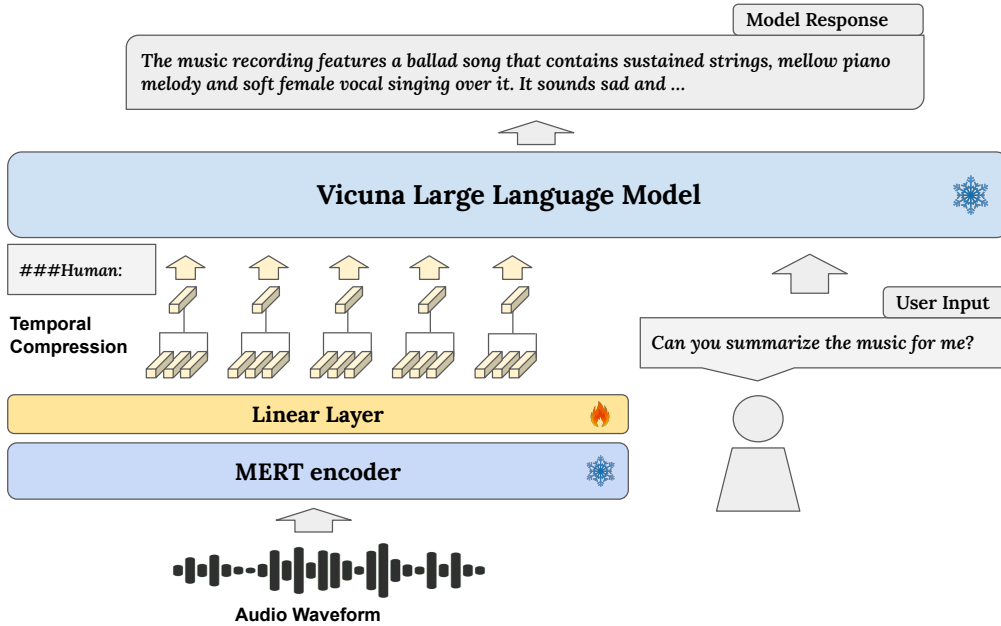 Model Response
The music recording features a ballad song that contains sustained strings, mellow piano
melody and soft female vocal singing over it. It sounds sad and ...
Vicuna Large Language Model
###Human:
Temporal
Compression
User Input
Can you summarize the music for me?
Linear Layer
MERT encoder
Audio Waveform